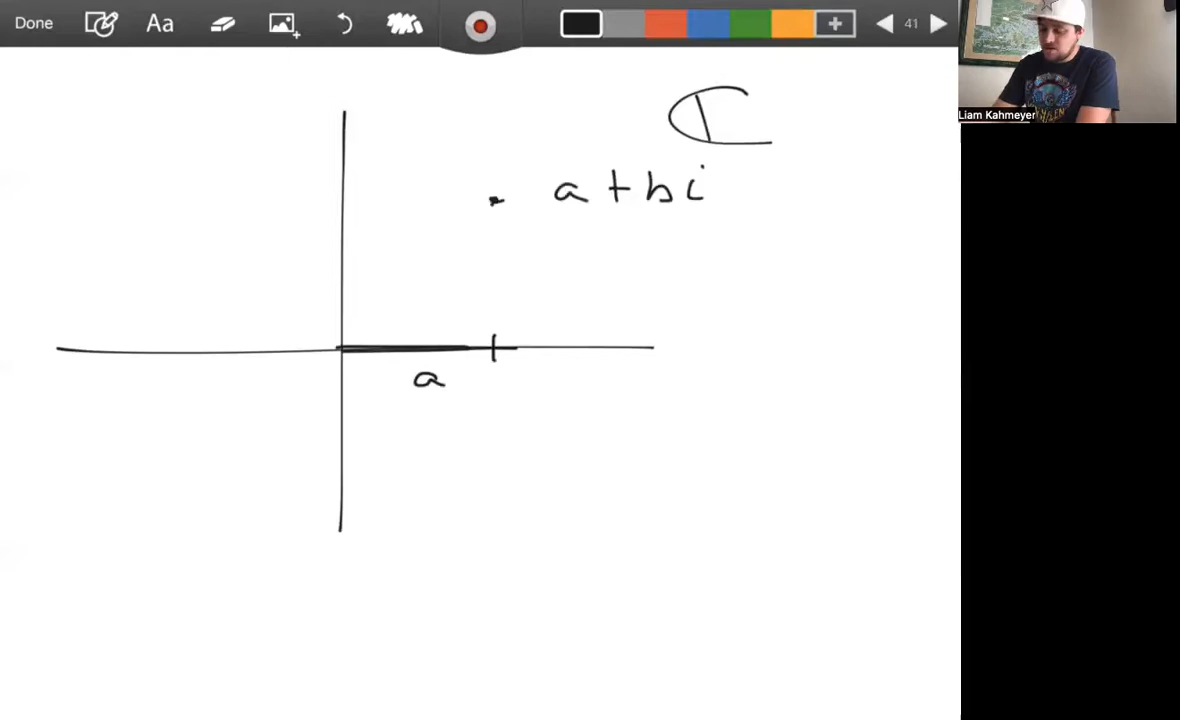 Done Aa 41
Liam Kahmeyer
ℂ
a + bi
a